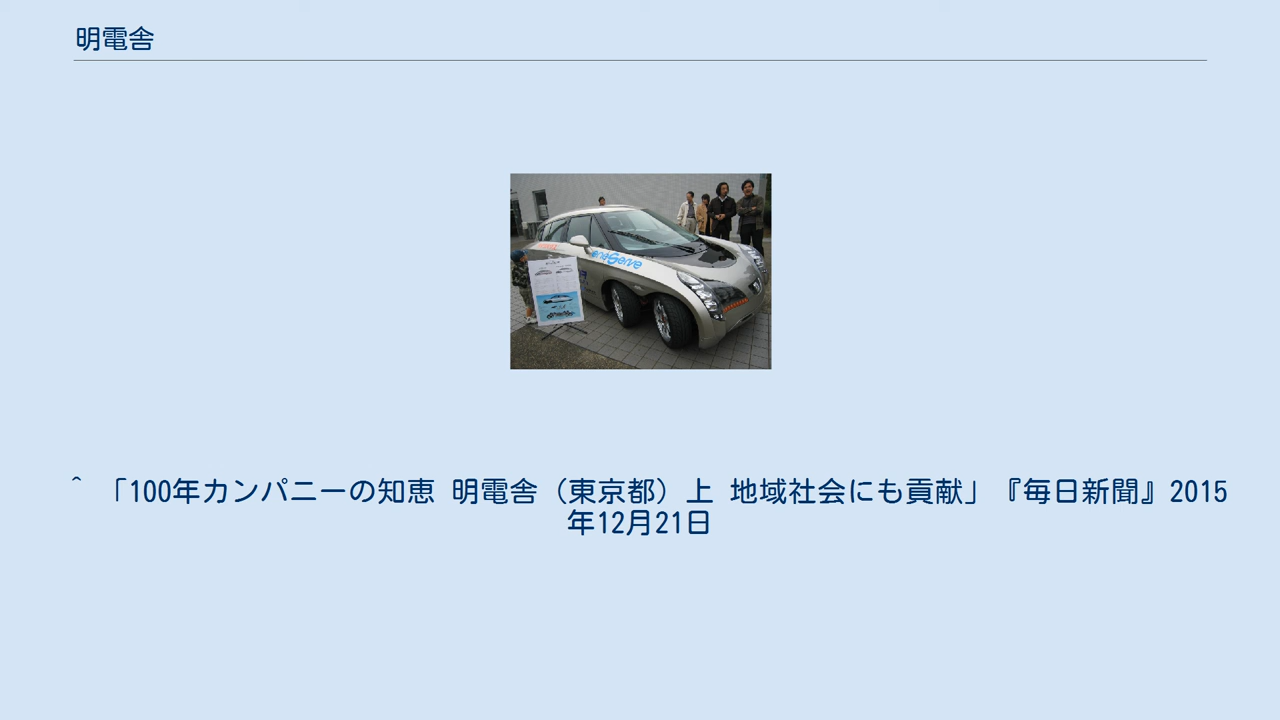 明電舎
eneServe
^ 「100年カンパニーの知恵 明電舎（東京都）上 地域社会にも貢献」『毎日新聞』2015
年12月21日